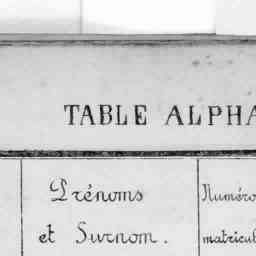 TABLE ALPHA
Prénoms Numéro
et Surnom. matricul